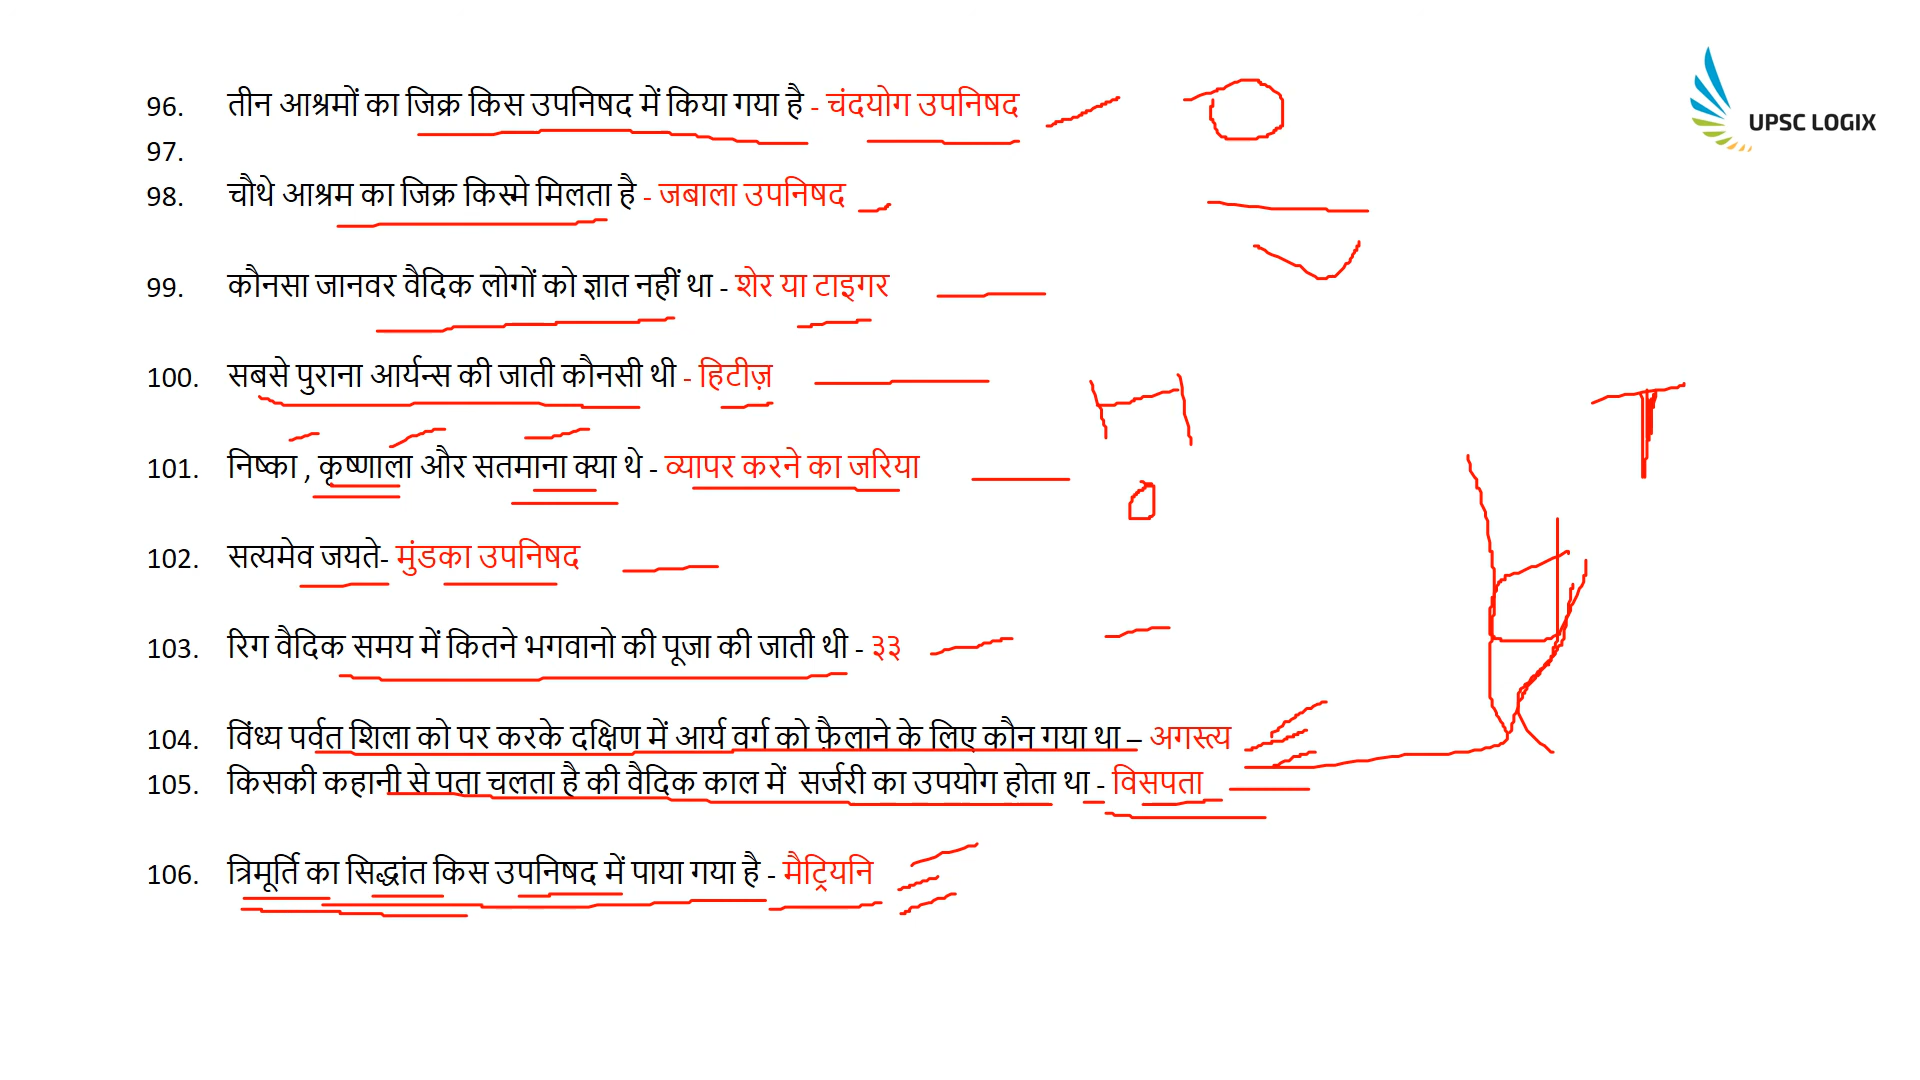 UPSC LOGIX
96. तीन आश्रमों का जिक्र किस उपनिषद में किया गया है - चंदयोग उपनिषद
97.
98. चौथे आश्रम का जिक्र किस्मे मिलता है - जबाला उपनिषद
99. कौनसा जानवर वैदिक लोगों को ज्ञात नहीं था - शेर या टाइगर
100. सबसे पुराना आर्यन्स की जाती कौनसी थी - हिटीज़
101. निष्का , कृष्णाला और सतमाना क्या थे - व्यापर करने का जरिया
102. सत्यमेव जयते- मुंडका उपनिषद
103. रिग वैदिक समय में कितने भगवानो की पूजा की जाती थी - ३३
104. विंध्य पर्वत शिला को पर करके दक्षिण में आर्य वर्ग को फ़ैलाने के लिए कौन गया था – अगस्त्य
105. किसकी कहानी से पता चलता है की वैदिक काल में सर्जरी का उपयोग होता था - विसपता
106. त्रिमूर्ति का सिद्धांत किस उपनिषद में पाया गया है - मैट्रियनि